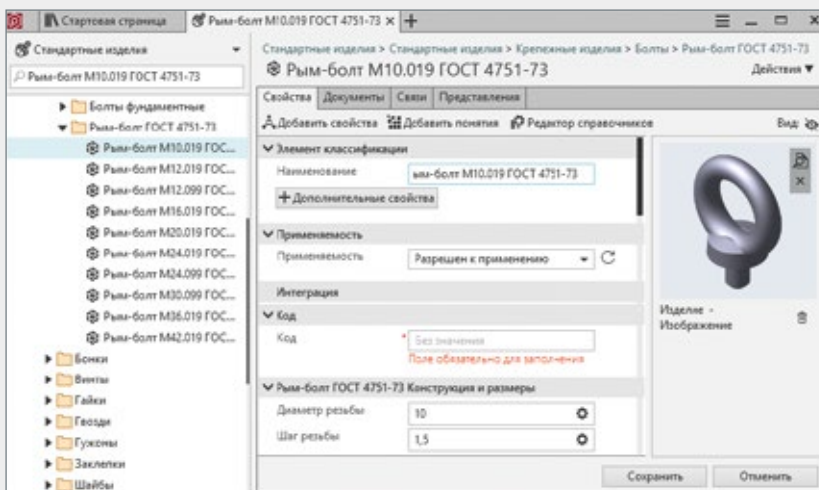 Стартовая страница
Рым-болт М10.019 ГОСТ 4751-73
Стандартные изделия
Рым-болт М10.019 ГОСТ 4751-73
Болты фундаментные
Рым-болт ГОСТ 4751-73
Рым-болт М10.019 ГОС...
Рым-болт М12.019 ГОС...
Рым-болт М12.099 ГОС...
Рым-болт М16.019 ГОС...
Рым-болт М20.019 ГОС...
Рым-болт М24.019 ГОС...
Рым-болт М24.099 ГОС...
Рым-болт М30.099 ГОС...
Рым-болт М36.019 ГОС...
Рым-болт М42.019 ГОС...
Бонки
Винты
Гайки
Гвозди
Гужоны
Заклепки
Шайбы
Стандартные изделия > Стандартные изделия > Крепежные изделия > Болты > Рым-болт ГОСТ 4751-73
Рым-болт М10.019 ГОСТ 4751-73
Действия
Свойства Документы Связи Представления
Добавить свойства Добавить понятия Редактор справочников Вид:
Элемент классификации
Наименование ым-болт М10.019 ГОСТ 4751-73
Дополнительные свойства
Применяемость
Применяемость Разрешен к применению
Интеграция
Код
Код * Без значения
Поле обязательно для заполнения
Рым-болт ГОСТ 4751-73 Конструкция и размеры
Диаметр резьбы 10
Шаг резьбы 1,5
Изделие -
Изображение
Сохранить Отменить